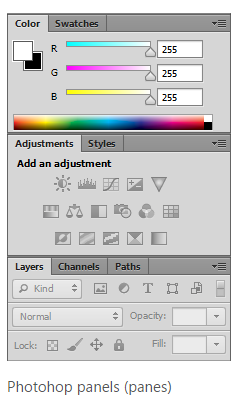 Color Swatches
R 255
G 255
B 255
Adjustments Styles
Add an adjustment
Layers Channels Paths
Kind
Normal Opacity:
Lock: Fill:
Photohop panels (panes)